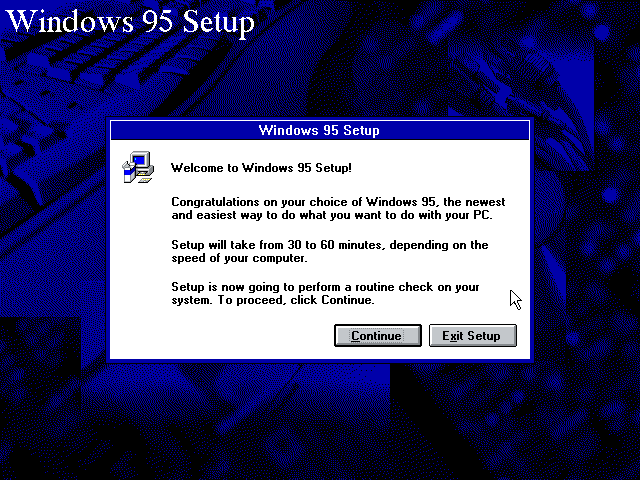 Windows 95 Setup
Windows 95 Setup
Welcome to Windows 95 Setup!
Congratulations on your choice of Windows 95, the newest
and easiest way to do what you want to do with your PC.
Setup will take from 30 to 60 minutes, depending on the
speed of your computer.
Setup is now going to perform a routine check on your
system. To proceed, click Continue.
Continue
Exit Setup